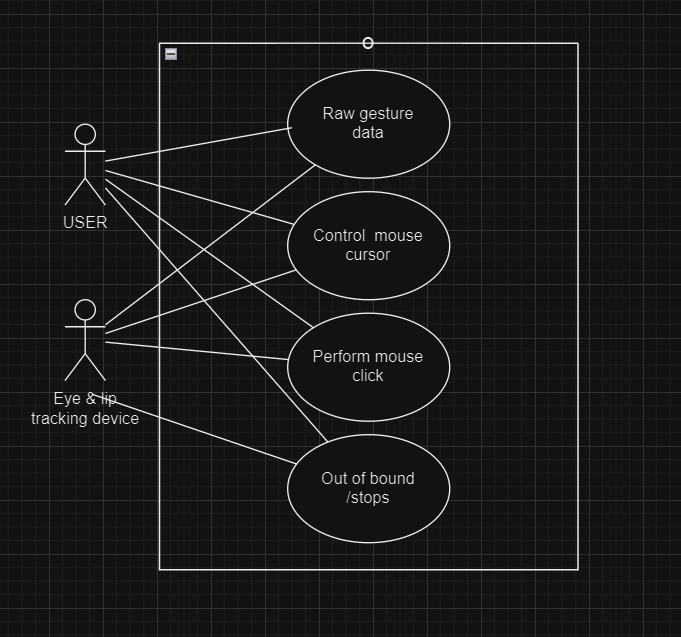 Raw gesture
data
USER
Control  mouse
cursor
Perform mouse
click
Eye & lip
tracking device
Out of bound
/stops